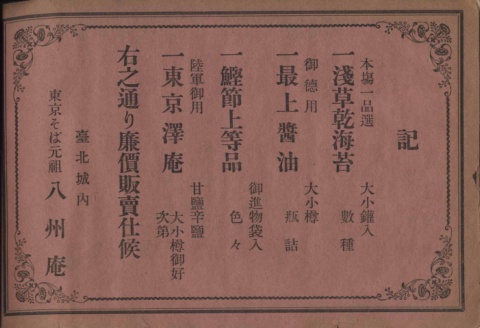 記
本場一品選
一淺草乾海苔 大小鑵入 數種
御德用
一最上醬油 大小樽 瓶詰
一鰹節上等品 御進物袋入 色々
陸軍御用
一東京澤庵 甘鹽辛鹽 大小樽御好次第
右之通り廉價販賣仕候
臺北城內
東京そば元祖 八州庵